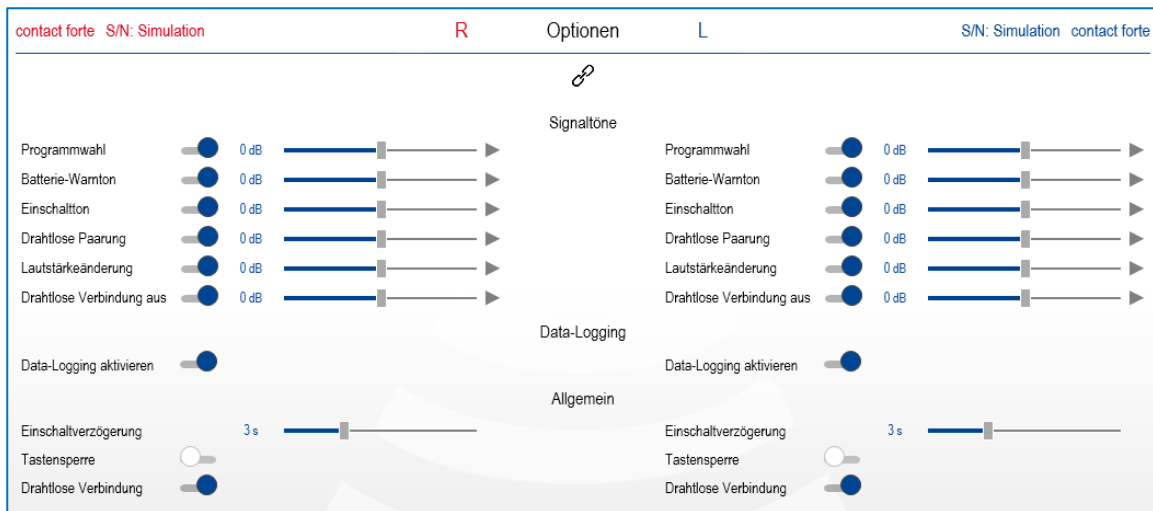 contact forte S/N: Simulation R Optionen L S/N: Simulation contact forte
Signaltöne
Programmwahl 0 dB Programmwahl 0 dB
Batterie-Warnton 0 dB Batterie-Warnton 0 dB
Einschaltton 0 dB Einschaltton 0 dB
Drahtlose Paarung 0 dB Drahtlose Paarung 0 dB
Lautstärkeänderung 0 dB Lautstärkeänderung 0 dB
Drahtlose Verbindung aus 0 dB Drahtlose Verbindung aus 0 dB
Data-Logging
Data-Logging aktivieren Data-Logging aktivieren
Allgemein
Einschaltverzögerung 3 s Einschaltverzögerung 3 s
Tastensperre Tastensperre
Drahtlose Verbindung Drahtlose Verbindung